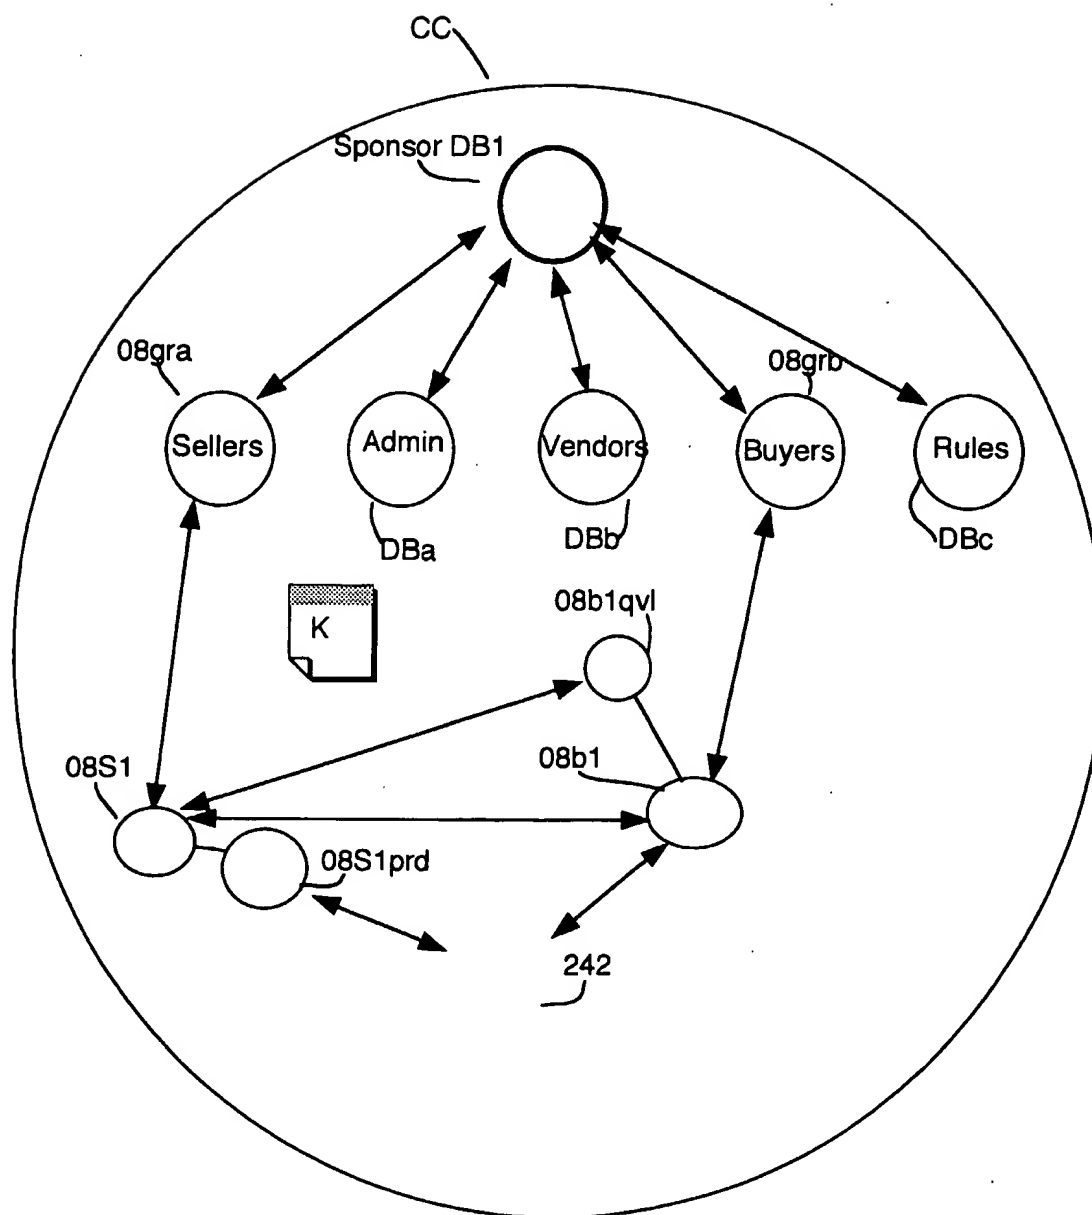 CC
Sponsor DB1
08gra
08grb
Sellers
Admin
Vendors
Buyers
Rules
DBa
DBb
DBc
08b1qvl
K
08b1
08S1
08S1prd
242